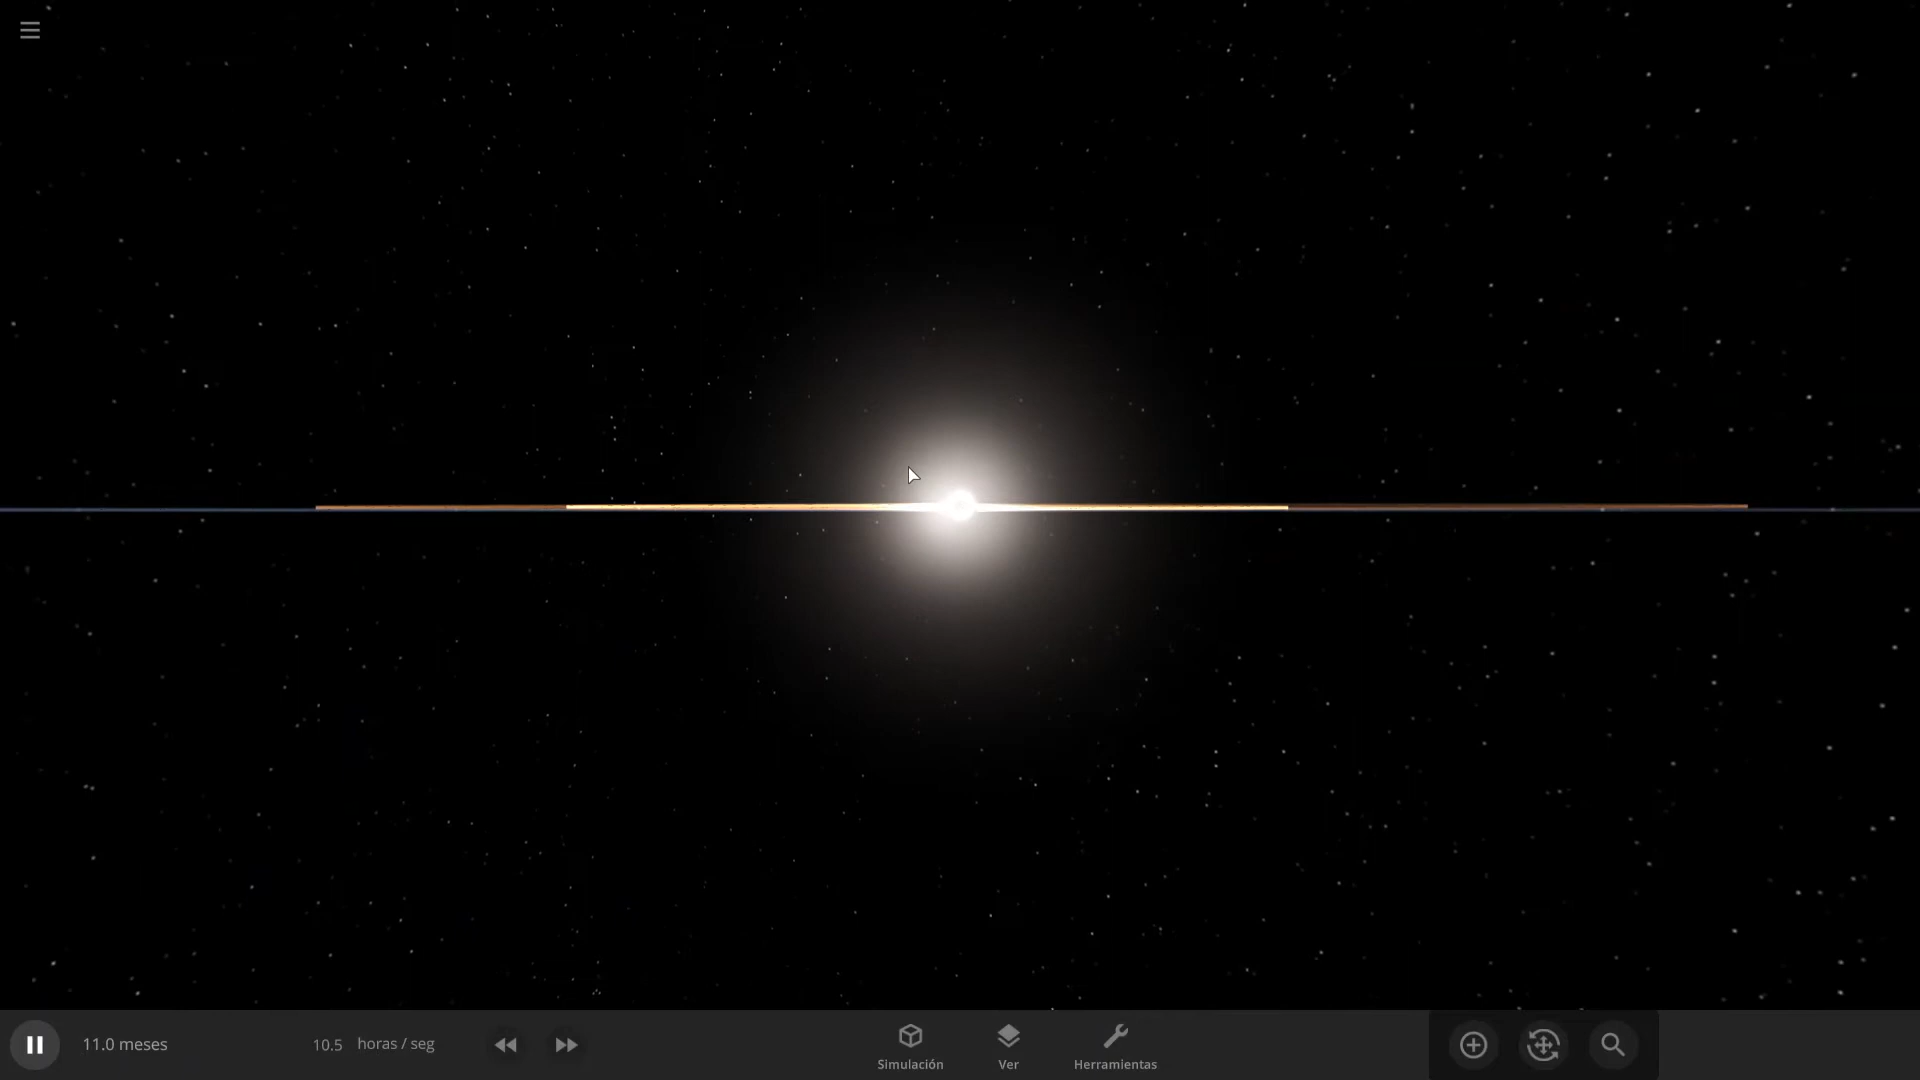 11.0 meses
10.5 horas / seg
Simulación
Ver
Herramientas